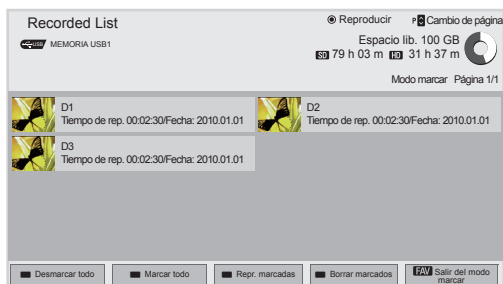 Recorded List
Reproducir
P Cambio de página
USB MEMORIA USB1
Espacio lib. 100 GB
SD 79 h 03 m HD 31 h 37 m
Modo marcar Página 1/1
D1
Tiempo de rep. 00:02:30/Fecha: 2010.01.01
D2
Tiempo de rep. 00:02:30/Fecha: 2010.01.01
D3
Tiempo de rep. 00:02:30/Fecha: 2010.01.01
Desmarcar todo
Marcar todo
Repr. marcadas
Borrar marcados
FAV Salir del modo
marcar